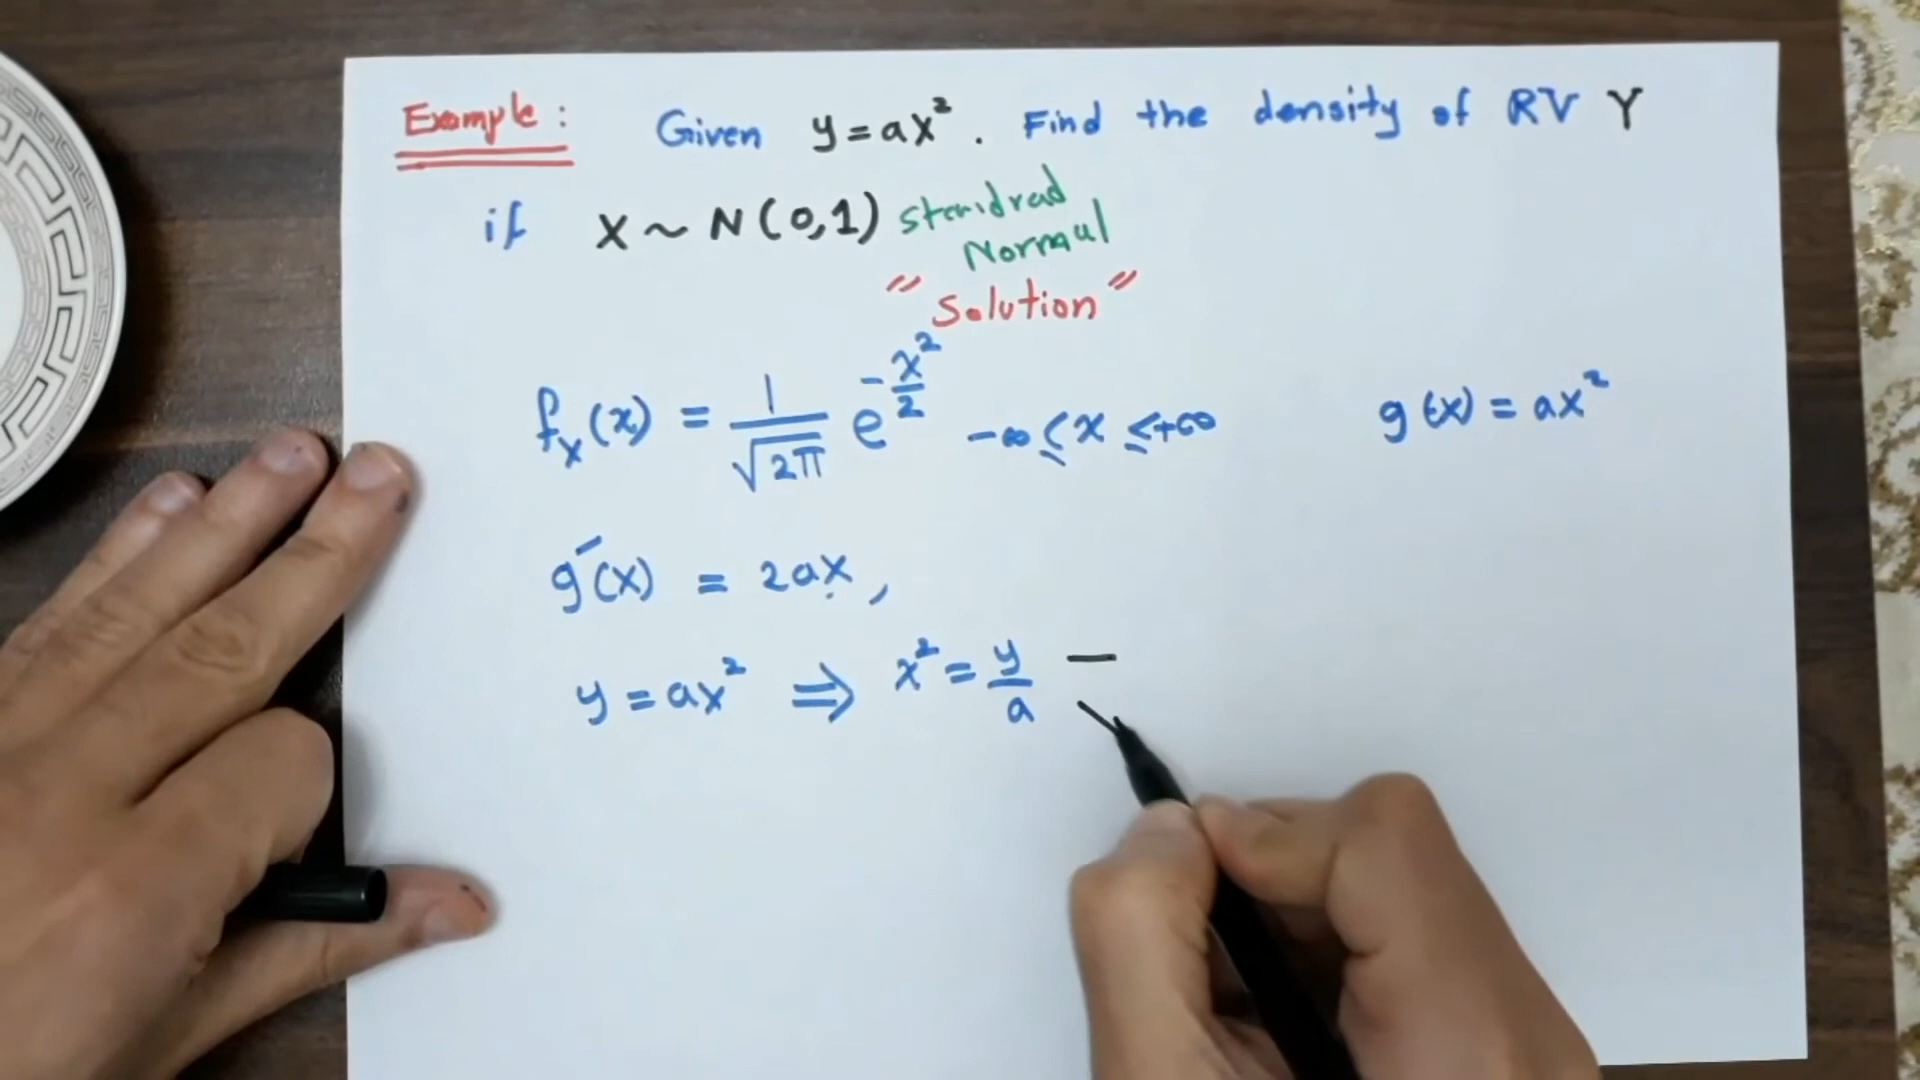 Example: Given y = ax². Find the density of RV Y
if X ~ N(0,1) Standrad
Normal
"Solution"
fₓ(x) = 1/√2π e^-x²/2 -∞ ≤ x ≤ +∞ g(x) = ax²
g′(x) = 2ax,
y = ax² ⇒ x² = y/a